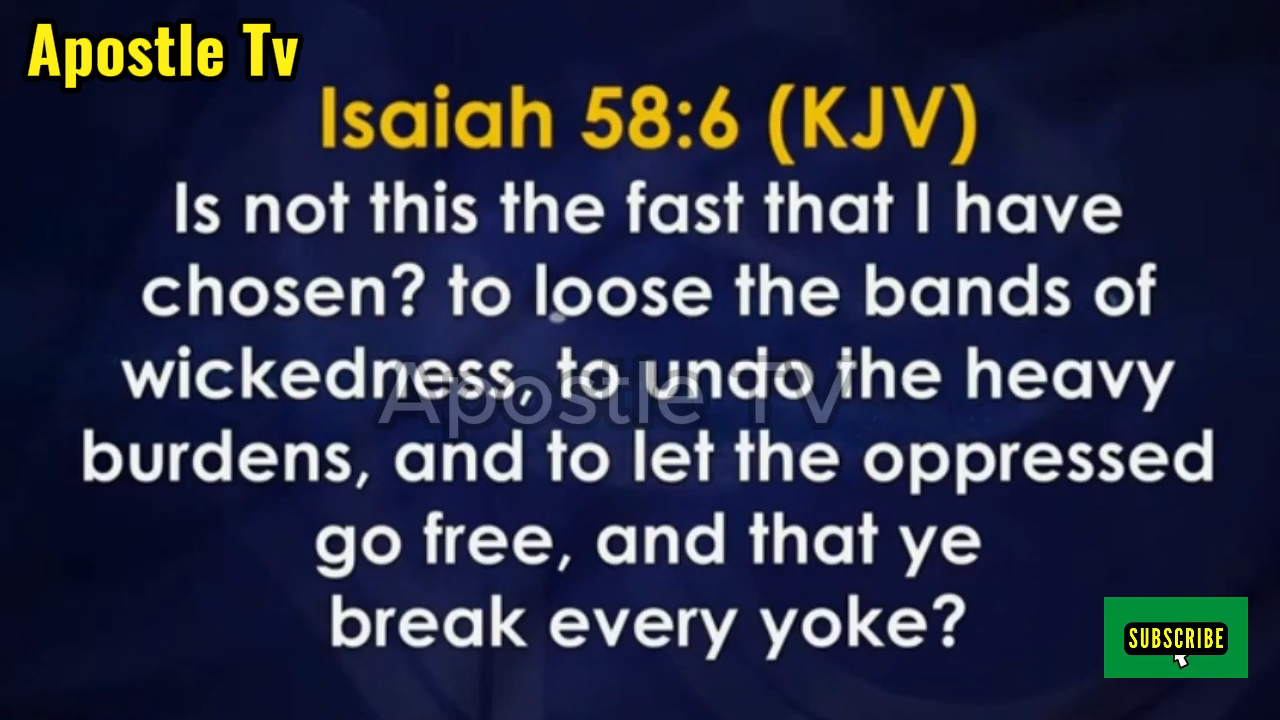 Apostle Tv
Isaiah 58:6 (KJV)
Is not this the fast that I have
chosen? to loose the bands of
wickedness, to undo the heavy
Apostle TV
burdens, and to let the oppressed
go free, and that ye
break every yoke?
SUBSCRIBE